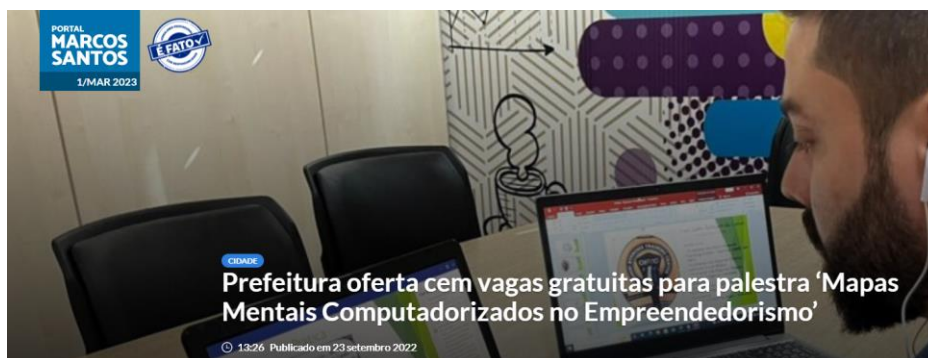 PORTAL
MARCOS
SANTOS
1/MAR 2023
É FATO
CIDADE
Prefeitura oferta cem vagas gratuitas para palestra ‘Mapas
Mentais Computadorizados no Empreendedorismo’
13:26 Publicado em 23 setembro 2022